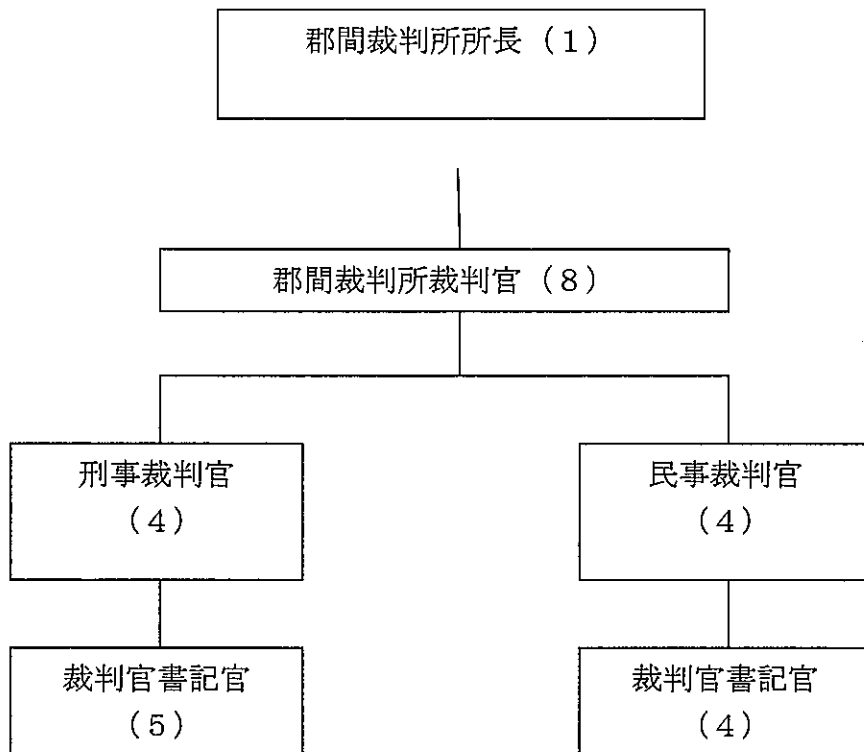 郡間裁判所所長（１）
郡間裁判所裁判官（８）
刑事裁判官
（４）
民事裁判官
（４）
裁判官書記官
（５）
裁判官書記官
（４）